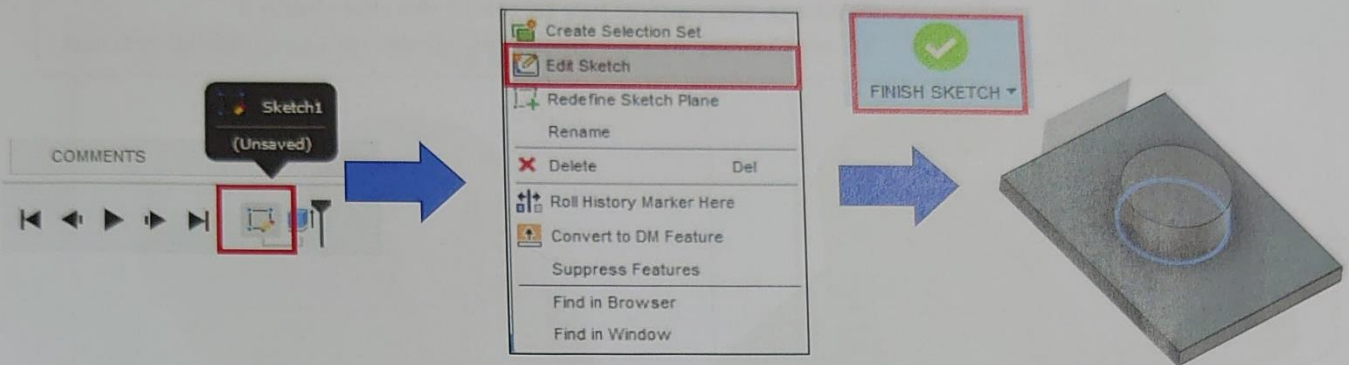 Sketch1
(Unsaved)
COMMENTS
Create Selection Set
Edit Sketch
Redefine Sketch Plane
Rename
Delete Del
Roll History Marker Here
Convert to DM Feature
Suppress Features
Find in Browser
Find in Window
FINISH SKETCH